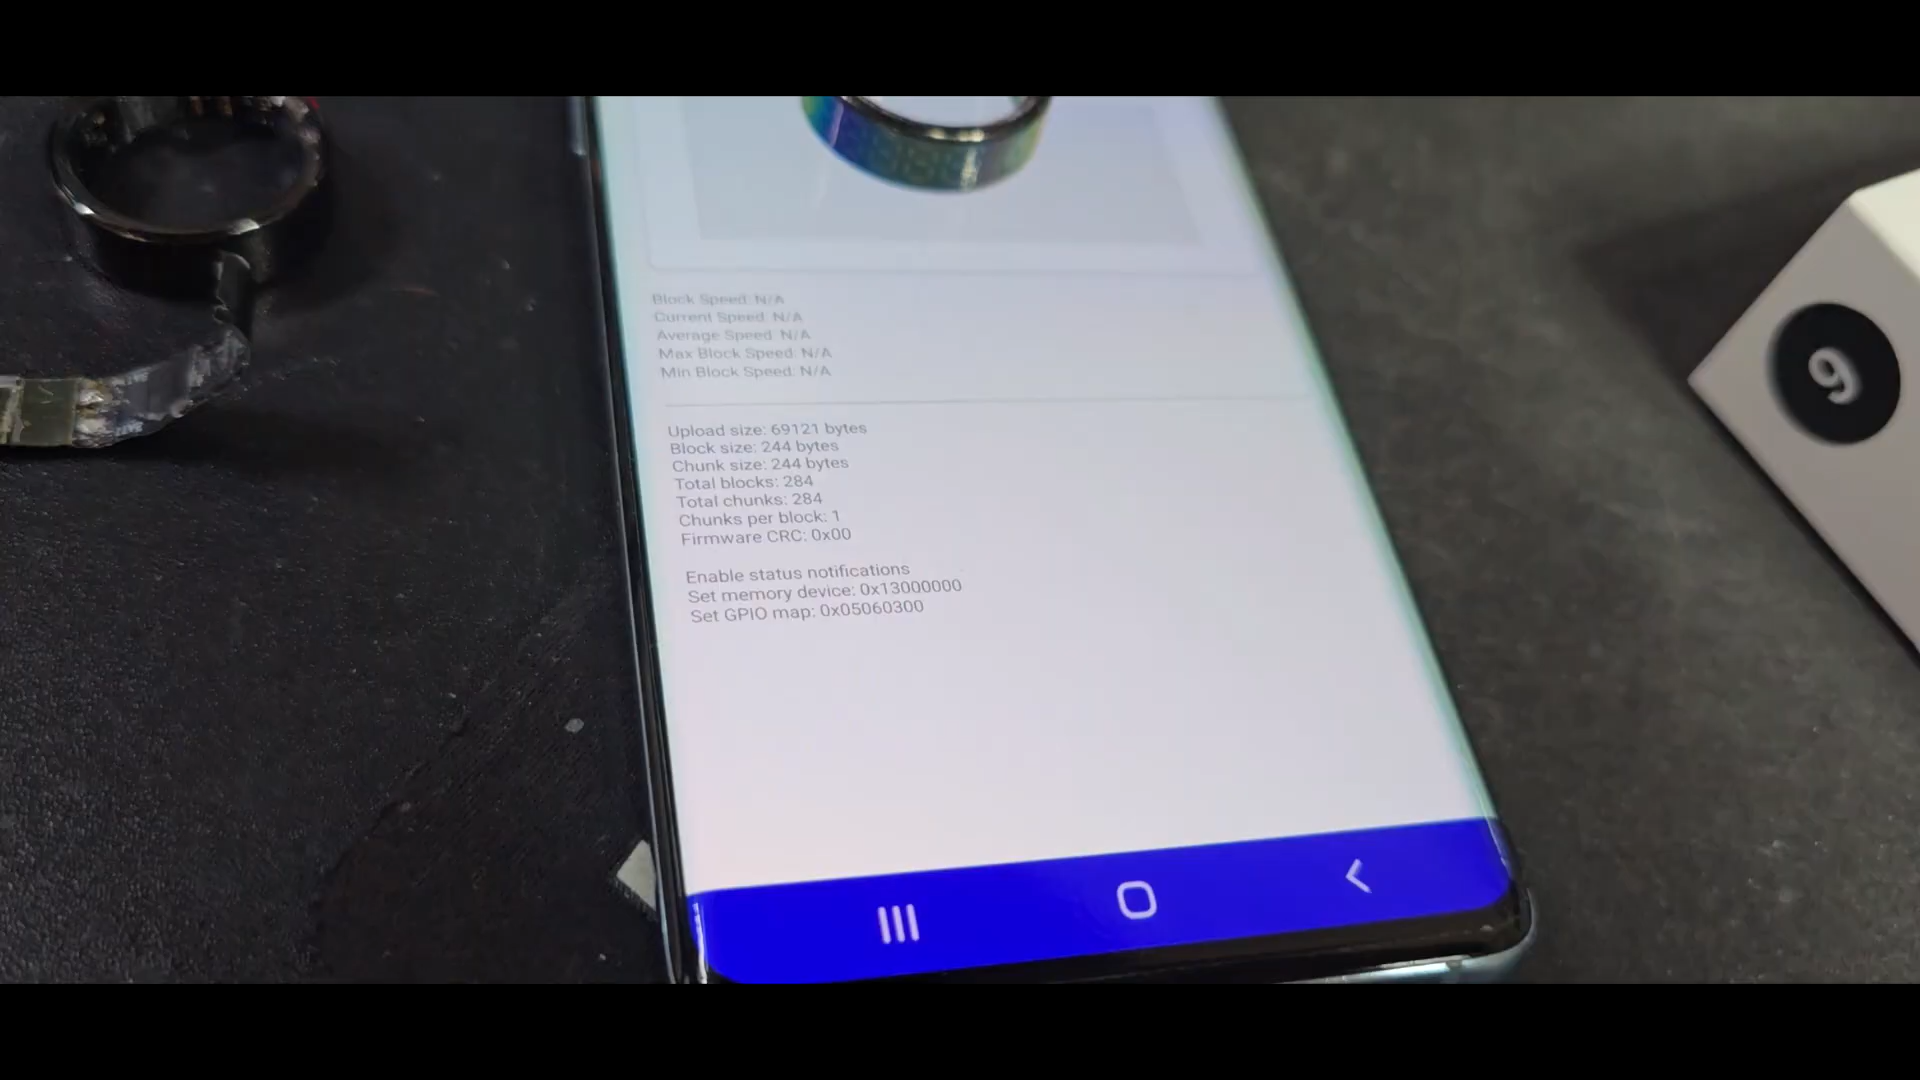 Block Speed: N/A
Current Speed: N/A
Average Speed: N/A
Max Block Speed: N/A
Min Block Speed: N/A
Upload size: 69121 bytes
Block size: 244 bytes
Chunk size: 244 bytes
Total blocks: 284
Total chunks: 284
Chunks per block: 1
Firmware CRC: 0x00
Enable status notifications
Set memory device: 0x13000000
Set GPIO map: 0x05060300
9